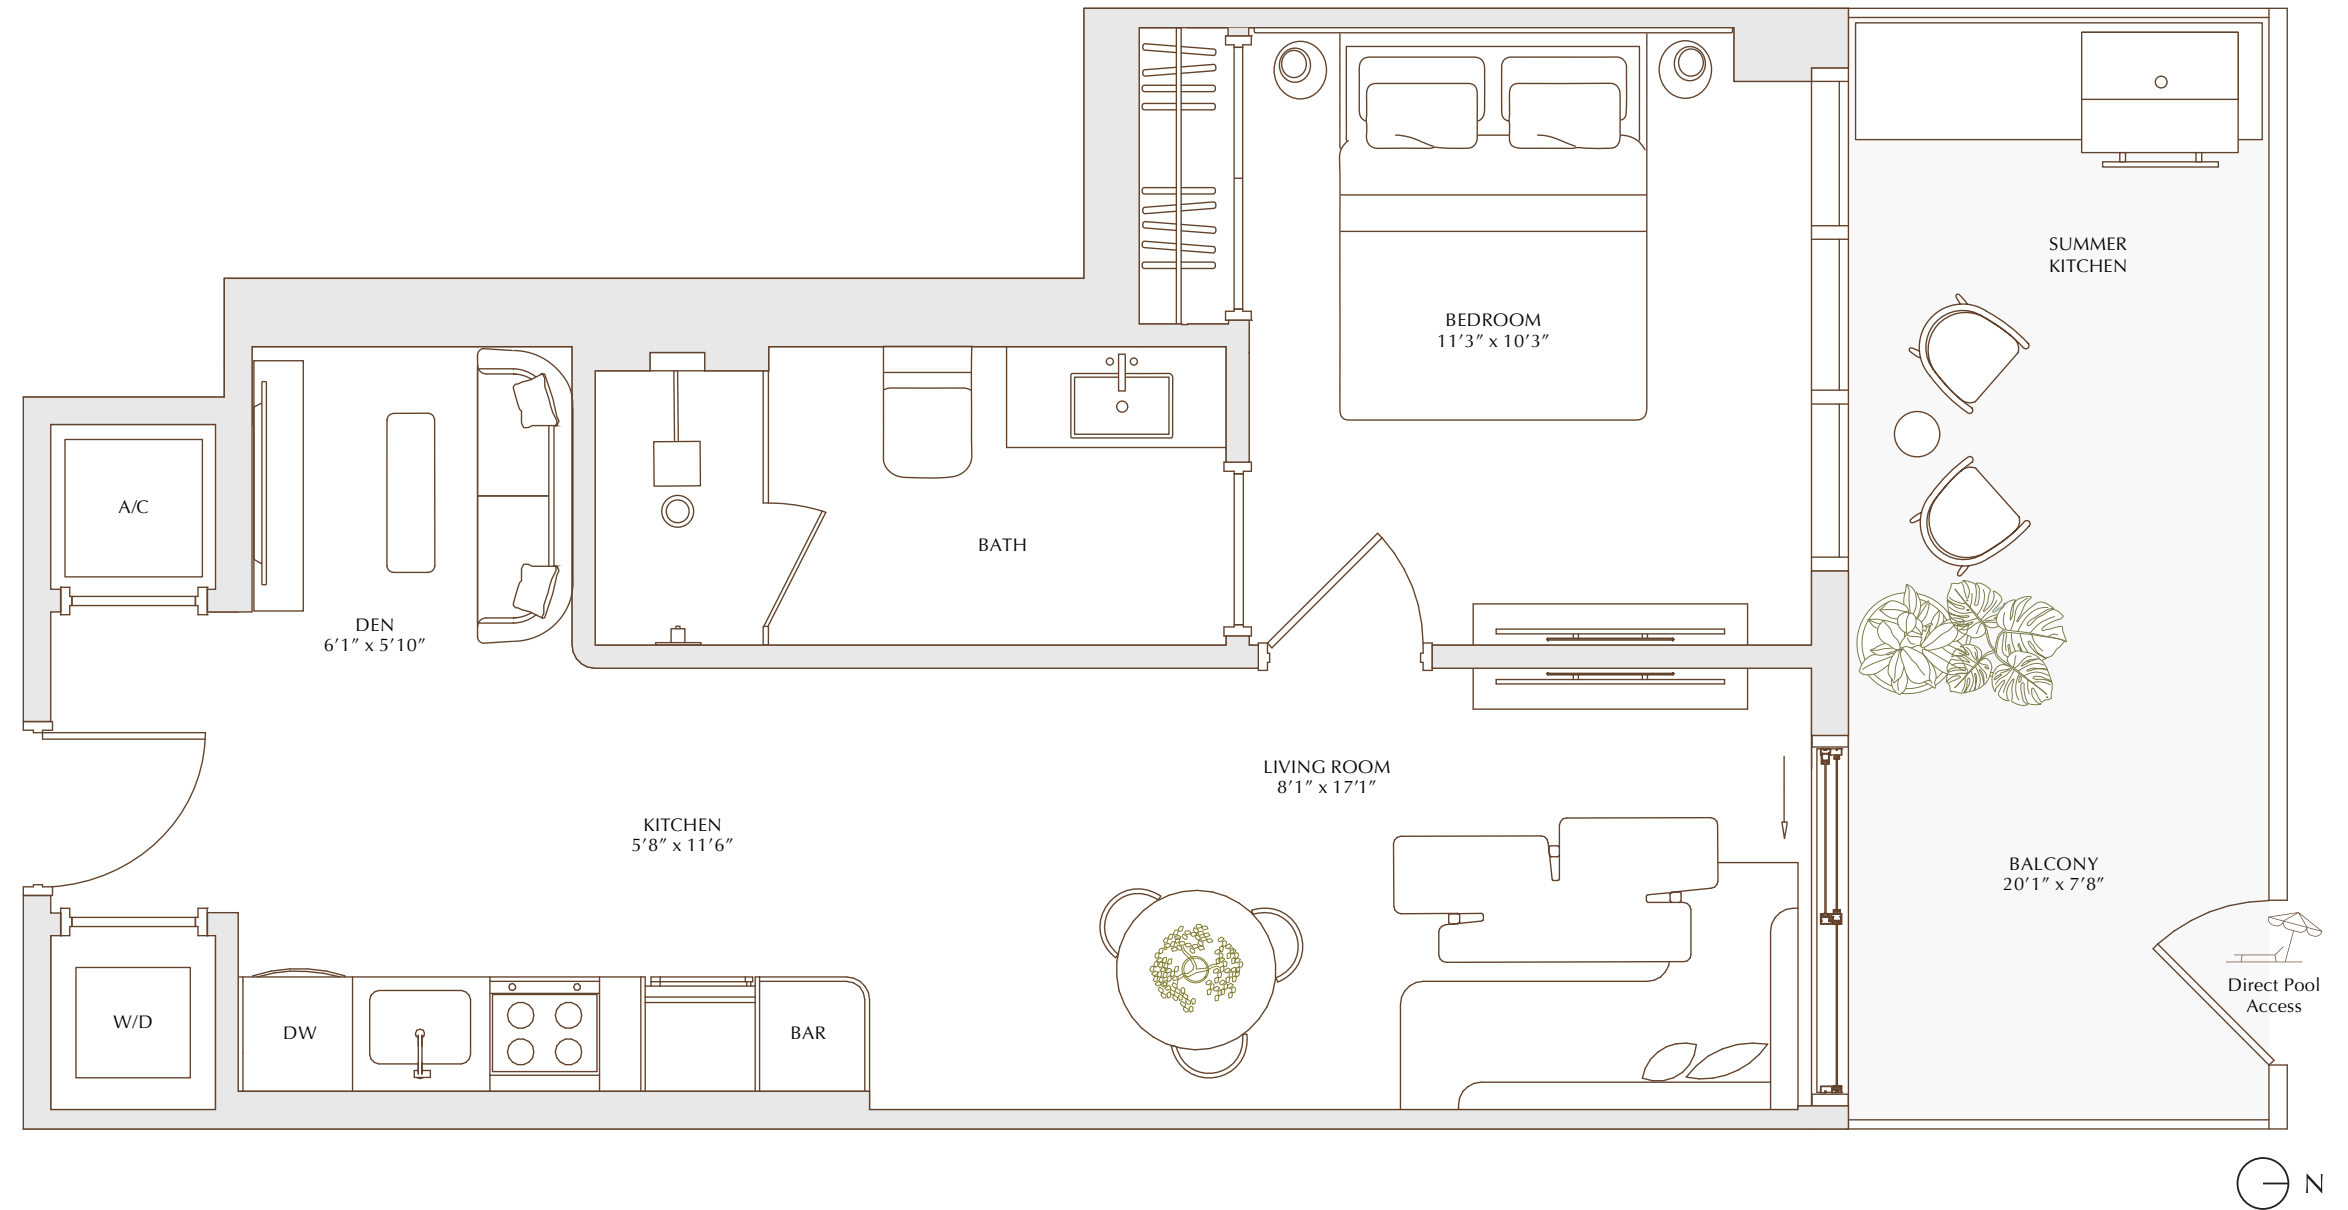 SUMMER
KITCHEN
BEDROOM
11’3” x 10’3”
A/C
BATH
DEN
6’1” x 5’10”
LIVING ROOM
8’1” x 17’1”
KITCHEN
5’8” x 11’6”
BALCONY
20’1” x 7’8”
Direct Pool
Access
W/D
DW
BAR
N